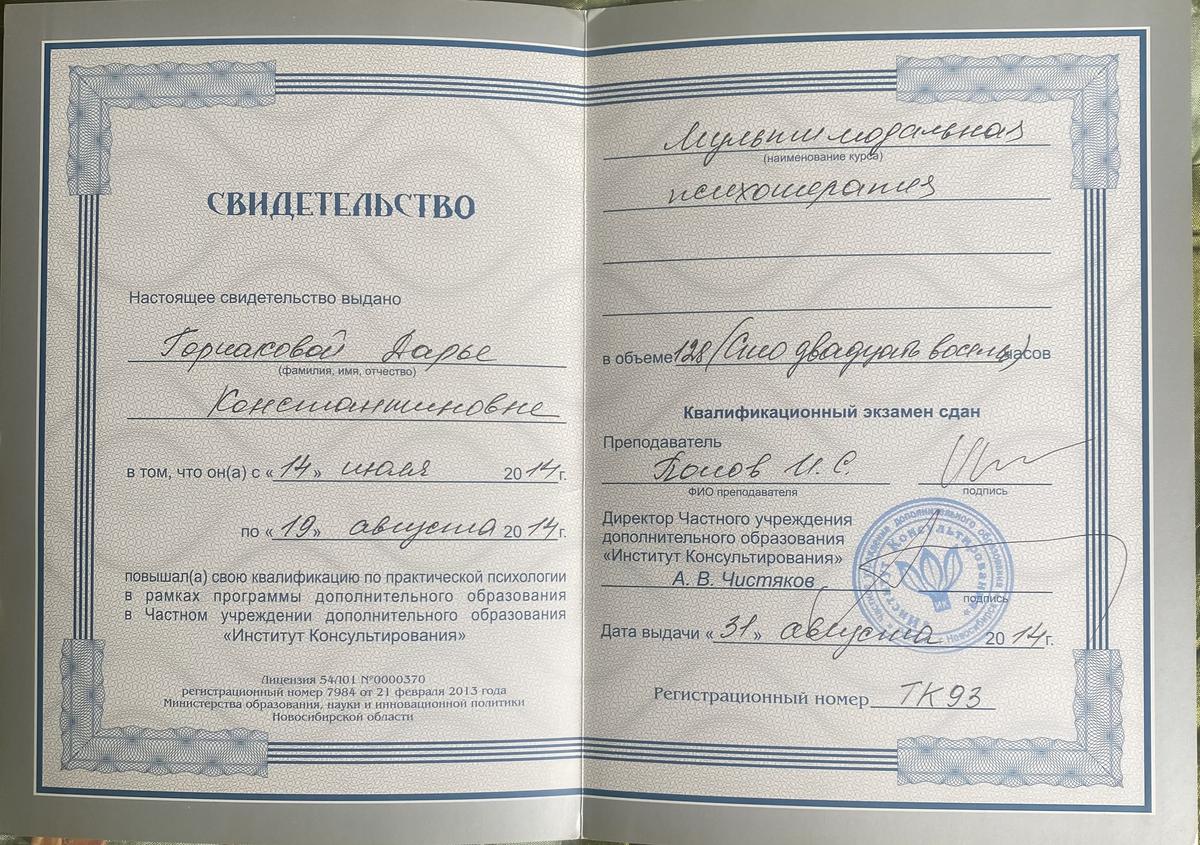 СВИДЕТЕЛЬСТВО
Настоящее свидетельство выдано
Горчаковой Дарье
(фамилия, имя, отчество)
Константиновне
в том, что он(а) с «14» июля 2014г.
по «19» августа 2014г.
повышал(а) свою квалификацию по практической психологии
в рамках программы дополнительного образования
в Частном учреждении дополнительного образования
«Институт Консультирования»
Лицензия 54Л01 №0000370
регистрационный номер 7984 от 21 февраля 2013 года
Министерства образования, науки и инновационной политики
Новосибирской области
Мультимодальная
(наименование курса)
психотерапия
в объеме 128 (Сто двадцать восемь) часов
Квалификационный экзамен сдан
Преподаватель
Попов И. С.
ФИО преподавателя
подпись
Директор Частного учреждения
дополнительного образования
«Институт Консультирования»
А. В. Чистяков
подпись
Дата выдачи «31» августа 2014г.
Регистрационный номер ТК93